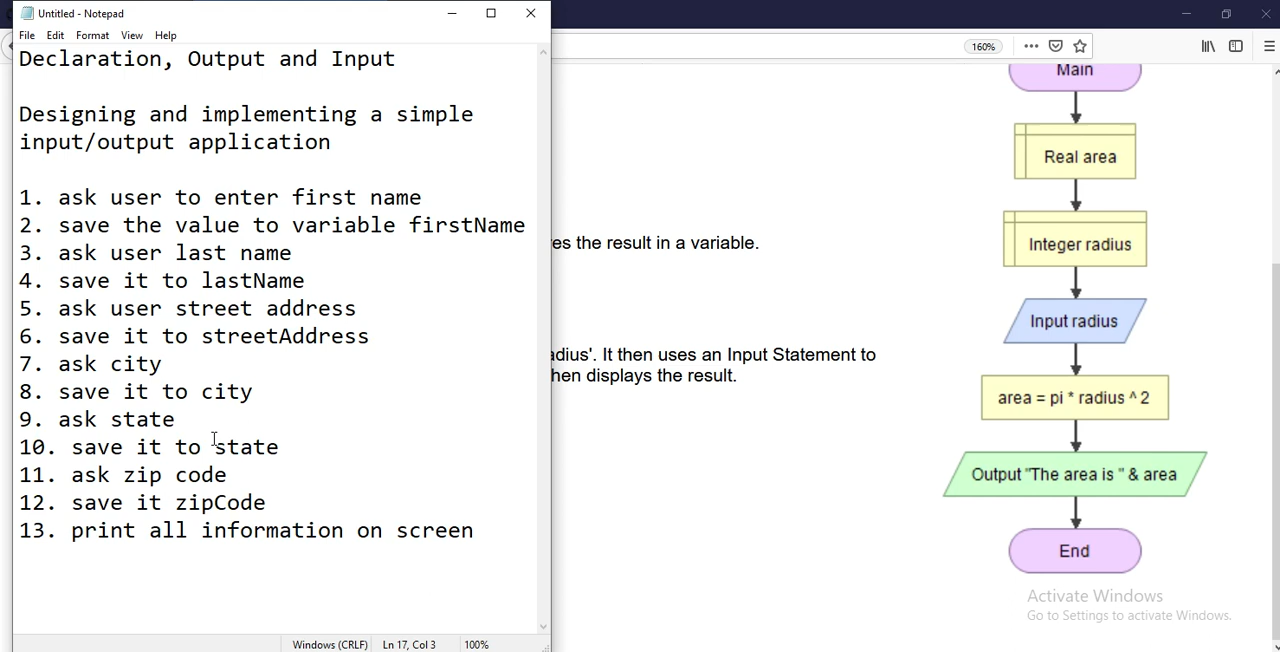 Untitled - Notepad
File Edit Format View Help
Declaration, Output and Input
Designing and implementing a simple
input/output application
1. ask user to enter first name
2. save the value to variable firstName
3. ask user last name
4. save it to lastName
5. ask user street address
6. save it to streetAddress
7. ask city
8. save it to city
9. ask state
10. save it to state
11. ask zip code
12. save it zipCode
13. print all information on screen
Windows (CRLF) Ln 17, Col 3 100%
160%
the result in a variable.
It then uses an Input Statement to
displays the result.
Main
Real area
Integer radius
Input radius
area = pi * radius ^ 2
Output "The area is " & area
End
Activate Windows
Go to Settings to activate Windows.